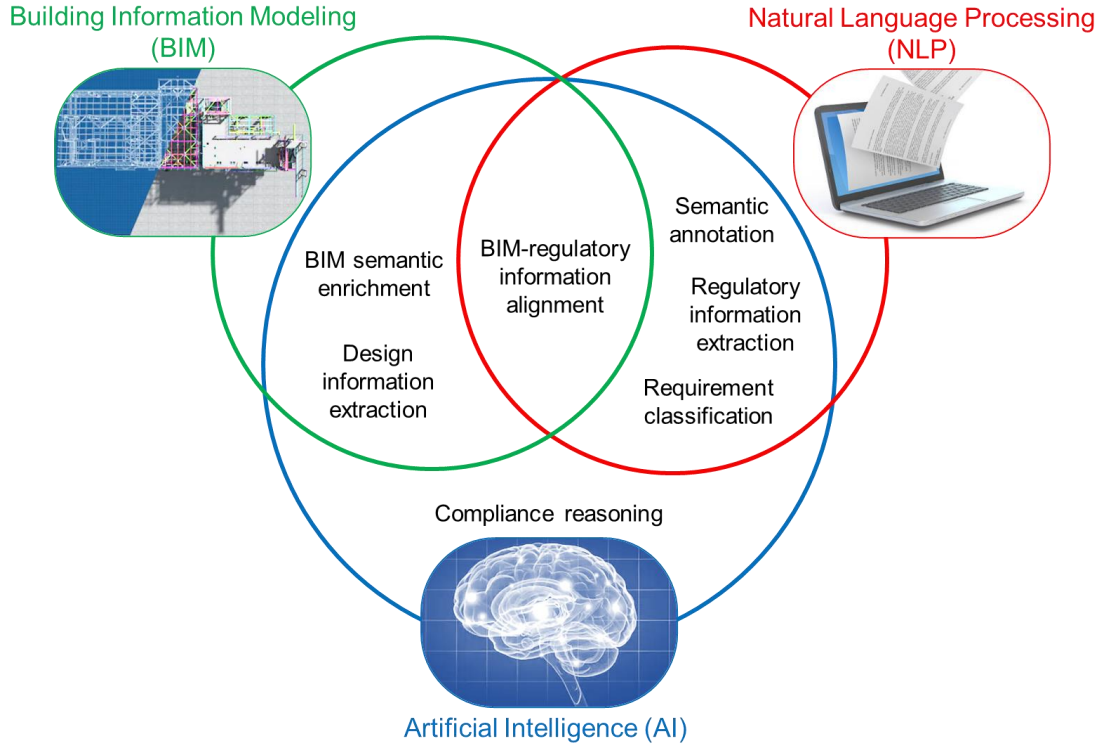 Building Information Modeling
(BIM)
Natural Language Processing
(NLP)
BIM semantic
enrichment
Design
information
extraction
BIM-regulatory
information
alignment
Semantic
annotation
Regulatory
information
extraction
Requirement
classification
Compliance reasoning
Artificial Intelligence (AI)